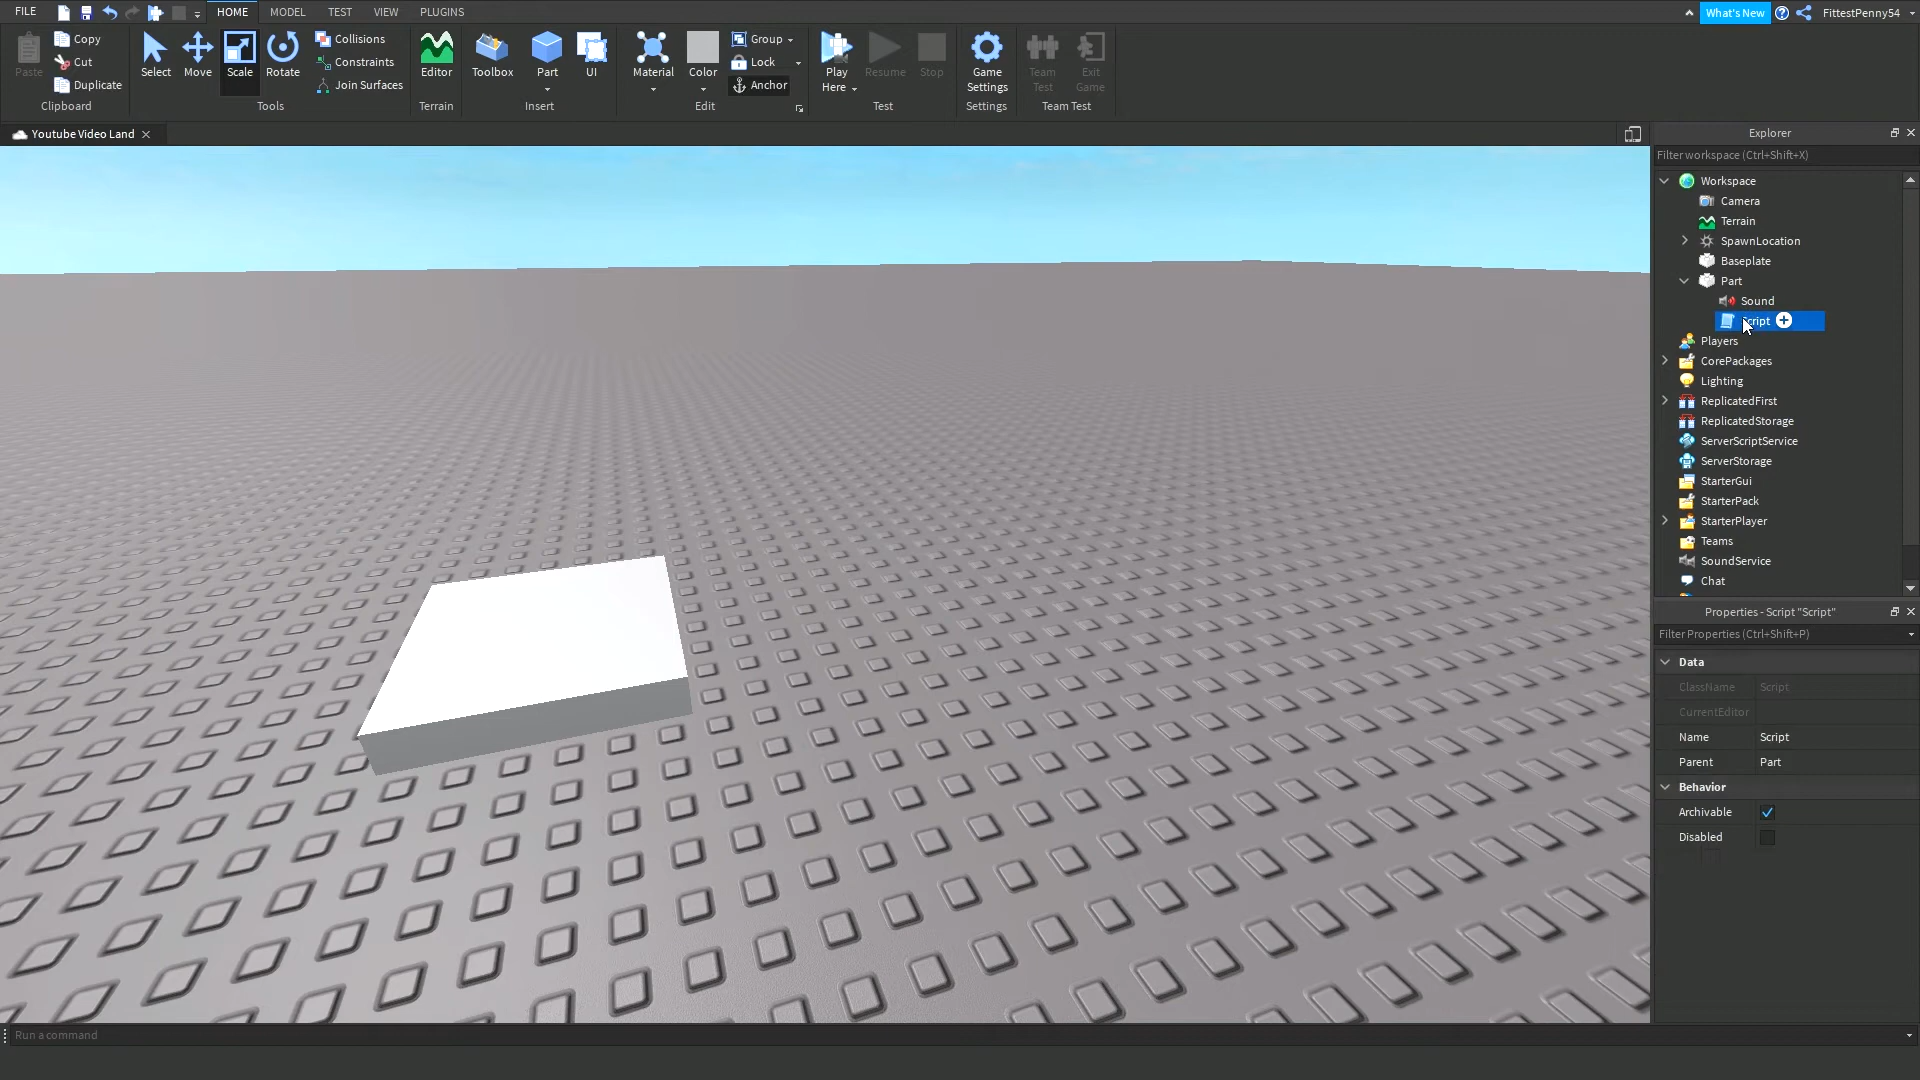 FILE
HOME
MODEL
TEST
VIEW
PLUGINS
What's New
FittestPenny54
Paste
Copy
Cut
Duplicate
Clipboard
Select
Move
Scale
Rotate
Collisions
Constraints
Join Surfaces
Tools
Editor
Terrain
Toolbox
Part
UI
Insert
Material
Color
Group
Lock
Anchor
Edit
Play
Here
Resume
Stop
Test
Game
Settings
Settings
Team
Test
Exit
Game
Team Test
Youtube Video Land
Explorer
Filter workspace (Ctrl+Shift+X)
Workspace
Camera
Terrain
SpawnLocation
Baseplate
Part
Sound
Script
Players
CorePackages
Lighting
ReplicatedFirst
ReplicatedStorage
ServerScriptService
ServerStorage
StarterGui
StarterPack
StarterPlayer
Teams
SoundService
Chat
Properties - Script "Script"
Filter Properties (Ctrl+Shift+P)
Data
ClassName Script
CurrentEditor
Name Script
Parent Part
Behavior
Archivable
Disabled
Run a command